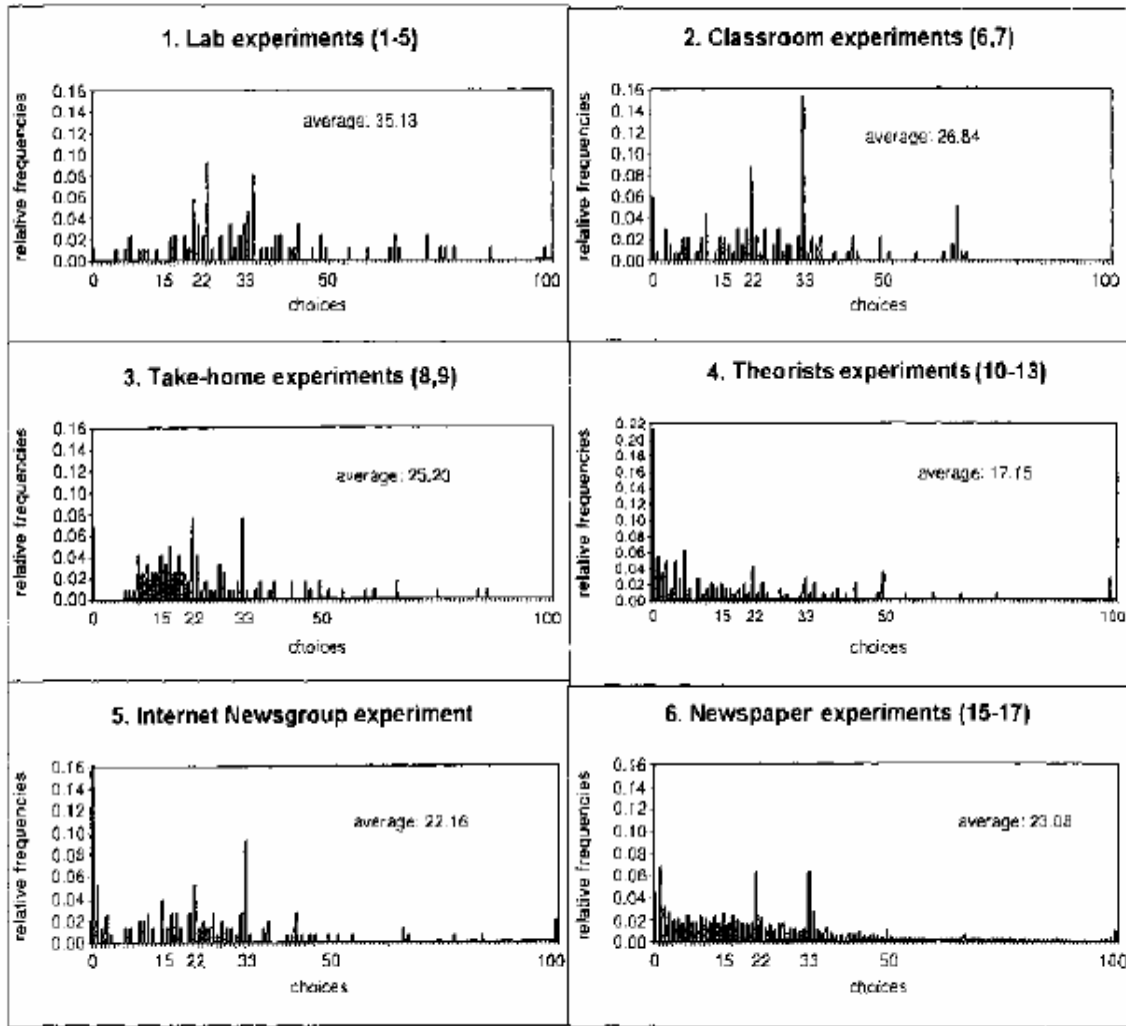 1. Lab experiments (1-5)
relative frequencies
0.16
0.14
0.12
0.10
0.08
0.06
0.04
0.02
0.00
average: 35.13
0 15 22 33 50 100
choices
2. Classroom experiments (6,7)
relative frequencies
0.16
0.14
0.12
0.10
0.08
0.06
0.04
0.02
0.00
average: 26.84
0 15 22 33 50 100
choices
3. Take-home experiments (8,9)
relative frequencies
0.16
0.14
0.12
0.10
0.08
0.06
0.04
0.02
0.00
average: 25.20
0 15 22 33 50 100
choices
4. Theorists experiments (10-13)
relative frequencies
0.22
0.20
0.18
0.16
0.14
0.12
0.10
0.08
0.06
0.04
0.02
0.00
average: 17.15
0 15 22 33 50 100
choices
5. Internet Newsgroup experiment
relative frequencies
0.16
0.14
0.12
0.10
0.08
0.06
0.04
0.02
0.00
average: 22.16
0 15 22 33 50 100
choices
6. Newspaper experiments (15-17)
relative frequencies
0.16
0.14
0.12
0.10
0.08
0.06
0.04
0.02
0.00
average: 23.08
0 15 22 33 50 100
choices